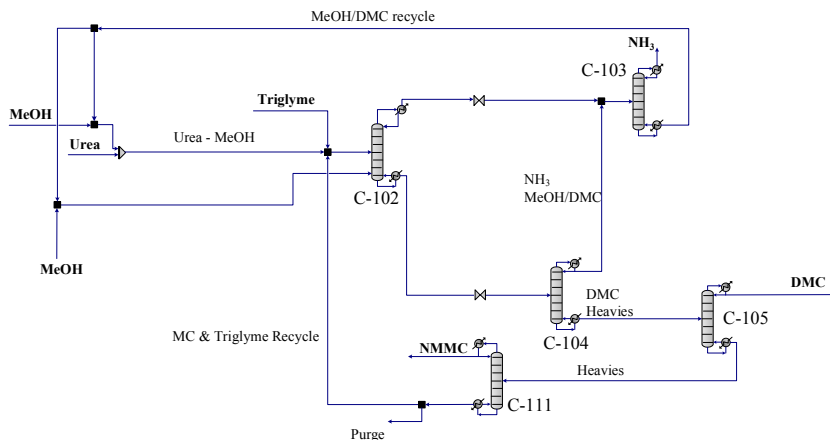 MeOH/DMC recycle
NH₃
C-103
Triglyme
MeOH
Urea
Urea - MeOH
C-102
NH₃
MeOH/DMC
MeOH
DMC
DMC
Heavies
C-105
MC & Triglyme Recycle
C-104
NMMC
Heavies
C-111
Purge